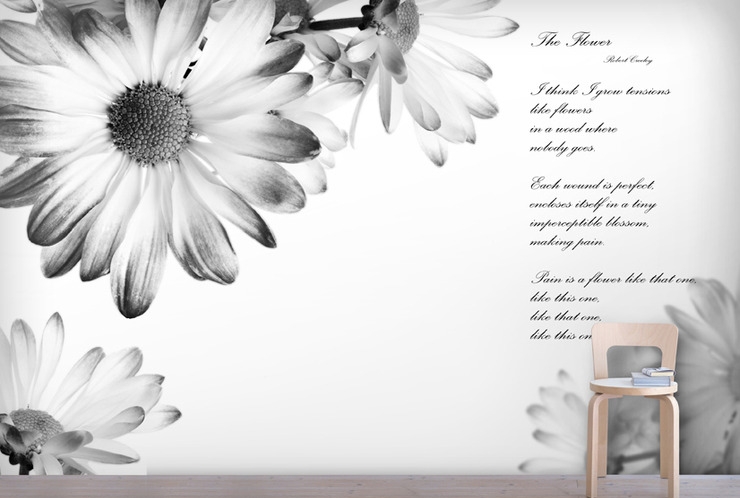 The Flower
Robert Creeley
I think I grow tensions
like flowers
in a wood where
nobody goes.
Each wound is perfect,
encloses itself in a tiny
imperceptible blossom,
making pain.
Pain is a flower like that one,
like this one,
like that one,
like this on